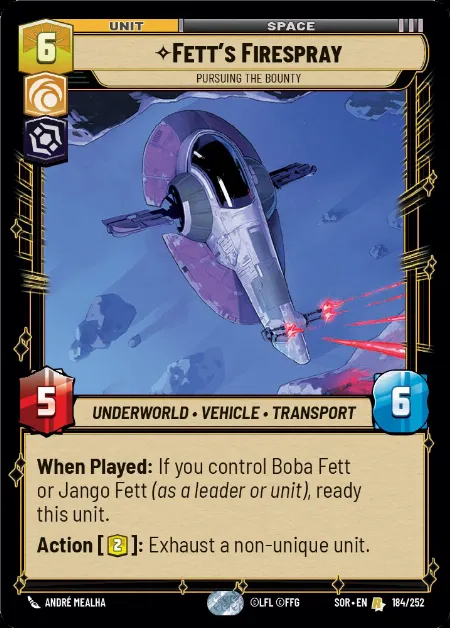 UNIT
SPACE
6
✧FETT'S FIRESPRAY
PURSUING THE BOUNTY
5
UNDERWORLD • VEHICLE • TRANSPORT
6
When Played: If you control Boba Fett
or Jango Fett (as a leader or unit), ready
this unit.
Action [2]: Exhaust a non-unique unit.
ANDRÉ MEALHA
©LFL ©FFG
SOR • EN R 184/252